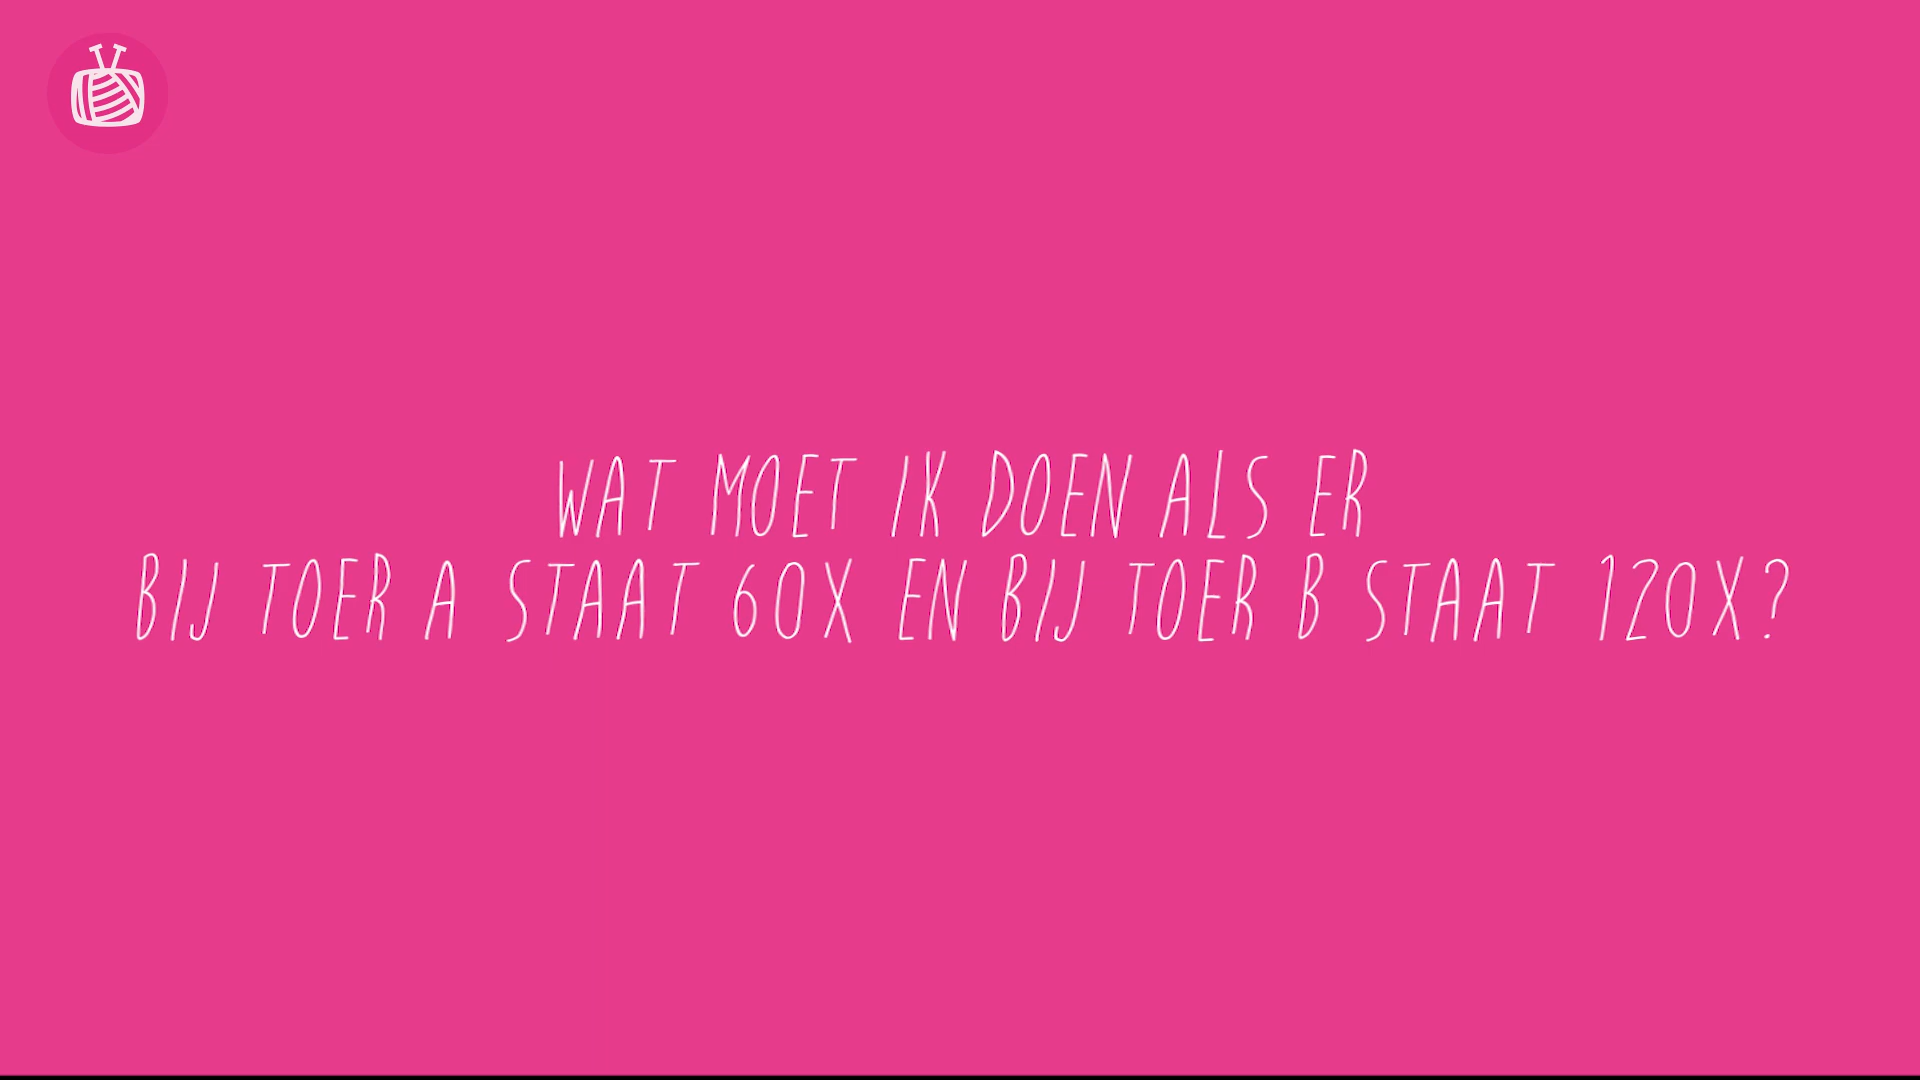 WAT MOET IK DOEN ALS ER
BIJ TOER A STAAT 60X EN BIJ TOER B STAAT 120X?